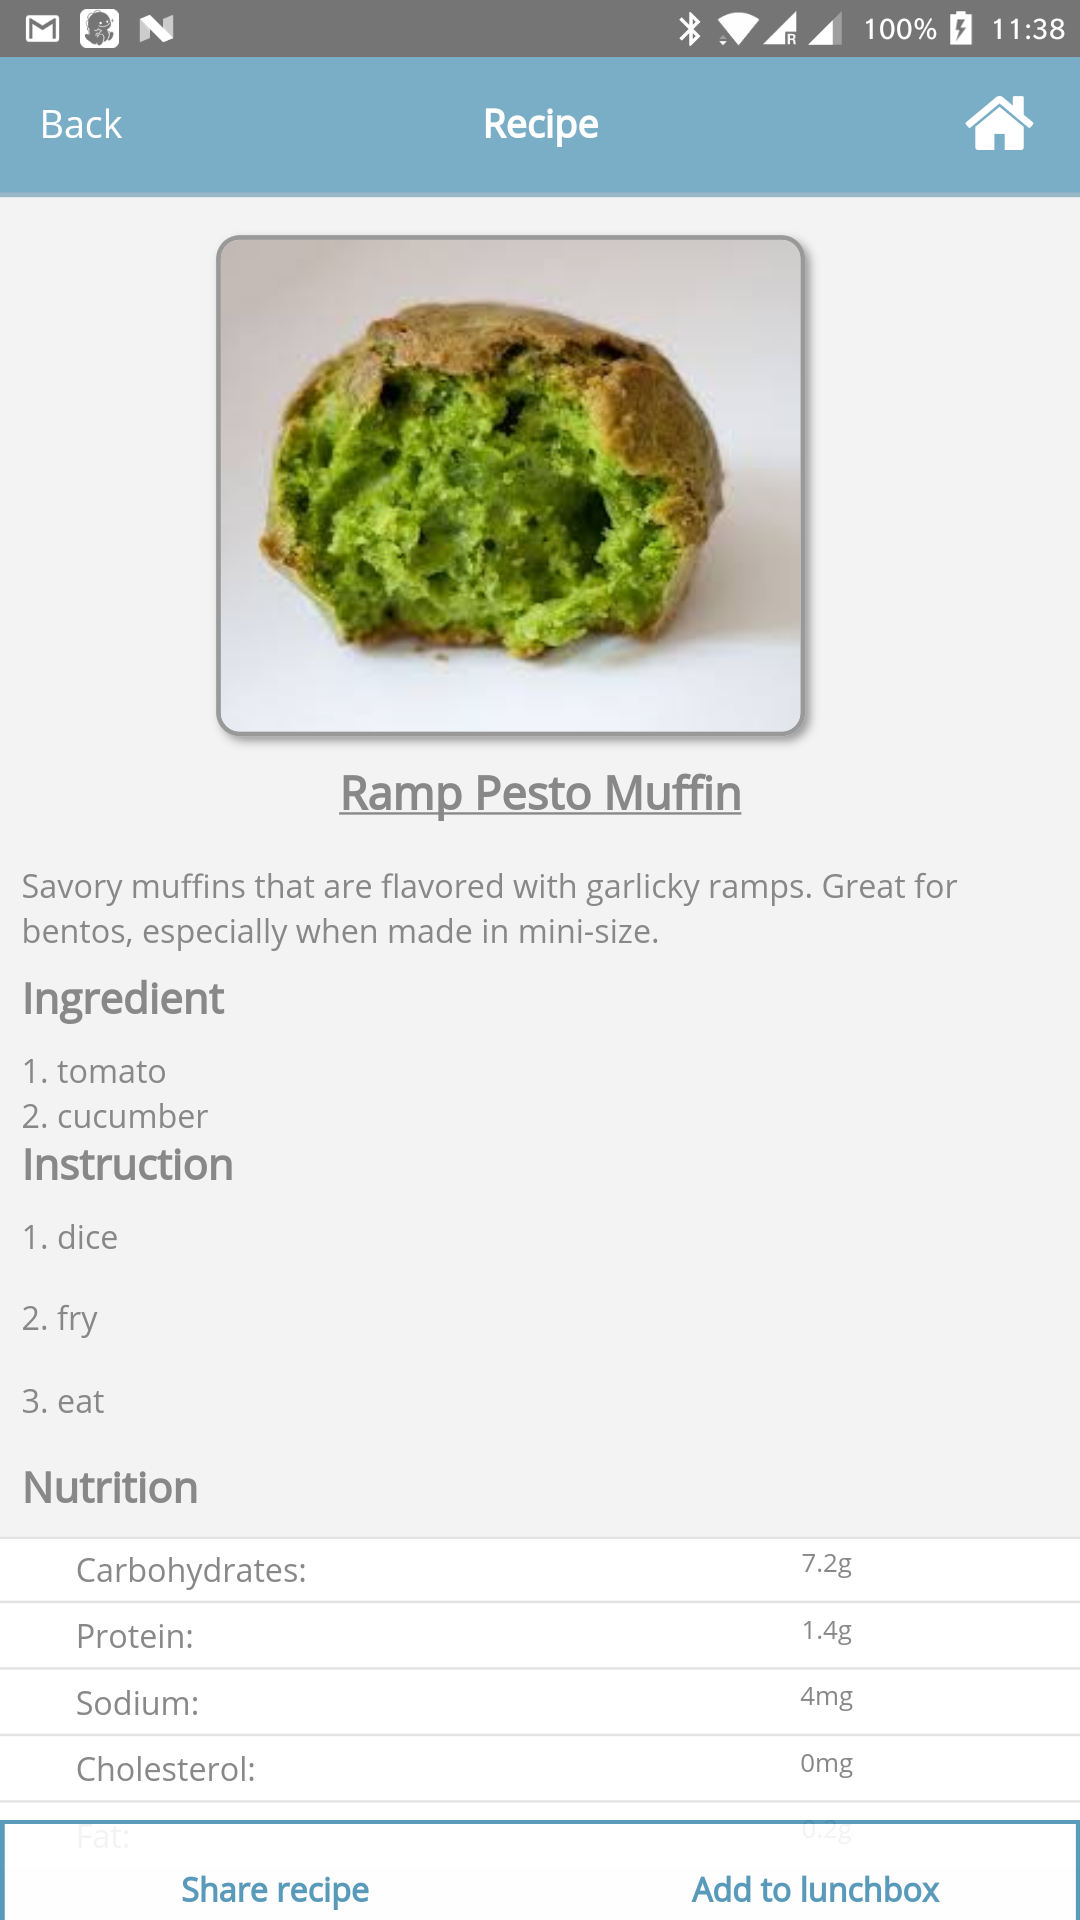 100% 11:38
Back Recipe
Ramp Pesto Muffin
Savory muffins that are flavored with garlicky ramps. Great for
bentos, especially when made in mini-size.
Ingredient
1. tomato
2. cucumber
Instruction
1. dice
2. fry
3. eat
Nutrition
Carbohydrates: 7.2g
Protein: 1.4g
Sodium: 4mg
Cholesterol: 0mg
Fat: 0.2g
Share recipe Add to lunchbox